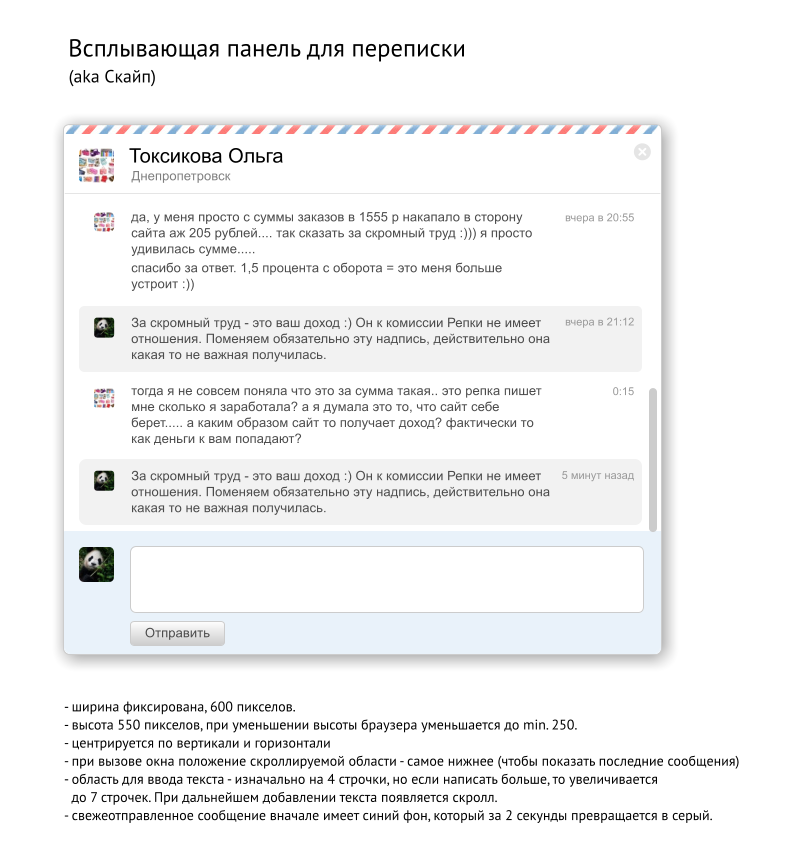 Всплывающая панель для переписки
(aka Скайп)
Токсикова Ольга
Днепропетровск
да, у меня просто с суммы заказов в 1555 р накапало в сторону
вчера в 20:55
сайта аж 205 рублей.... так сказать за скромный труд :))) я просто
удивилась сумме.....
спасибо за ответ. 1,5 процента с оборота = это меня больше
устроит :))
За скромный труд - это ваш доход :) Он к комиссии Репки не имеет
вчера в 21:12
отношения. Поменяем обязательно эту надпись, действительно она
какая то не важная получилась.
тогда я не совсем поняла что это за сумма такая.. это репка пишет
0:15
мне сколько я заработала? а я думала это то, что сайт себе
берет..... а каким образом сайт то получает доход? фактически то
как деньги к вам попадают?
За скромный труд - это ваш доход :) Он к комиссии Репки не имеет
5 минут назад
отношения. Поменяем обязательно эту надпись, действительно она
какая то не важная получилась.
Отправить
- ширина фиксирована, 600 пикселов.
- высота 550 пикселов, при уменьшении высоты браузера уменьшается до min. 250.
- центрируется по вертикали и горизонтали
- при вызове окна положение скроллируемой области - самое нижнее (чтобы показать последние сообщения)
- область для ввода текста - изначально на 4 строчки, но если написать больше, то увеличивается
до 7 строчек. При дальнейшем добавлении текста появляется скролл.
- свежеотправленное сообщение вначале имеет синий фон, который за 2 секунды превращается в серый.